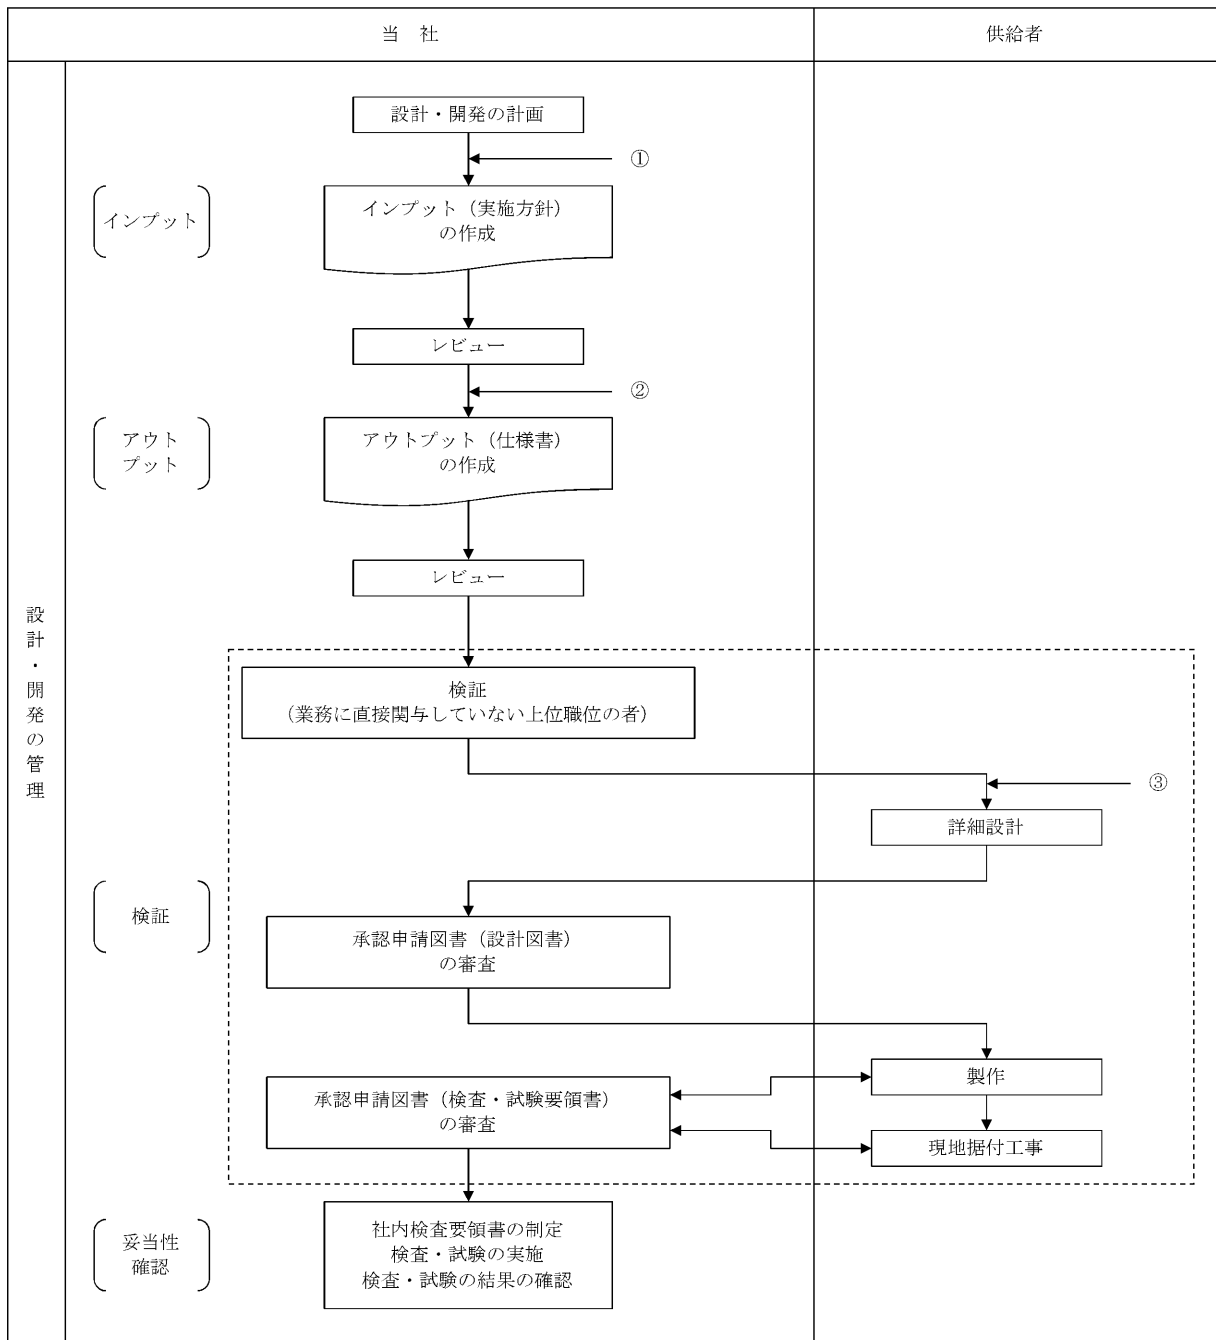 当 社
供給者
設計・開発の計画
①
インプット
インプット（実施方針）
の作成
レビュー
②
アウト
プット
アウトプット（仕様書）
の作成
レビュー
設計・開発の管理
検証
（業務に直接関与していない上位職位の者）
③
詳細設計
検証
承認申請図書（設計図書）
の審査
製作
承認申請図書（検査・試験要領書）
の審査
現地据付工事
妥当性
確認
社内検査要領書の制定
検査・試験の実施
検査・試験の結果の確認